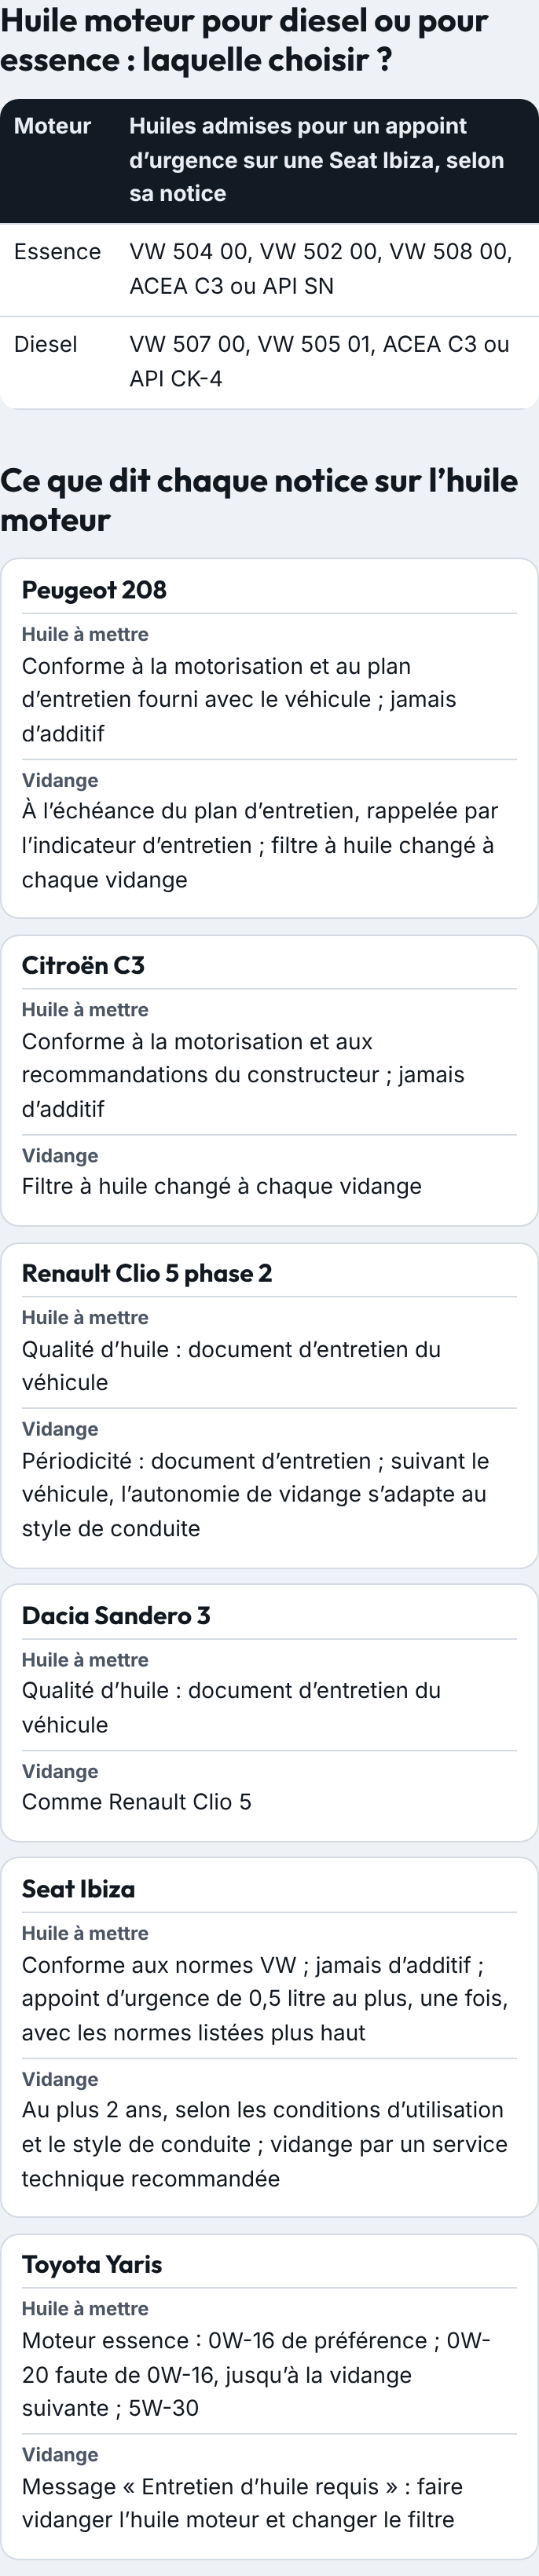 Huile moteur pour diesel ou pour
essence : laquelle choisir ?
Moteur
Huiles admises pour un appoint
d’urgence sur une Seat Ibiza, selon
sa notice
Essence
VW 504 00, VW 502 00, VW 508 00,
ACEA C3 ou API SN
Diesel
VW 507 00, VW 505 01, ACEA C3 ou
API CK-4
Ce que dit chaque notice sur l’huile
moteur
Peugeot 208
Huile à mettre
Conforme à la motorisation et au plan
d’entretien fourni avec le véhicule ; jamais
d’additif
Vidange
À l’échéance du plan d’entretien, rappelée par
l’indicateur d’entretien ; filtre à huile changé à
chaque vidange
Citroën C3
Huile à mettre
Conforme à la motorisation et aux
recommandations du constructeur ; jamais
d’additif
Vidange
Filtre à huile changé à chaque vidange
Renault Clio 5 phase 2
Huile à mettre
Qualité d’huile : document d’entretien du
véhicule
Vidange
Périodicité : document d’entretien ; suivant le
véhicule, l’autonomie de vidange s’adapte au
style de conduite
Dacia Sandero 3
Huile à mettre
Qualité d’huile : document d’entretien du
véhicule
Vidange
Comme Renault Clio 5
Seat Ibiza
Huile à mettre
Conforme aux normes VW ; jamais d’additif ;
appoint d’urgence de 0,5 litre au plus, une fois,
avec les normes listées plus haut
Vidange
Au plus 2 ans, selon les conditions d’utilisation
et le style de conduite ; vidange par un service
technique recommandée
Toyota Yaris
Huile à mettre
Moteur essence : 0W-16 de préférence ; 0W-
20 faute de 0W-16, jusqu’à la vidange
suivante ; 5W-30
Vidange
Message « Entretien d’huile requis » : faire
vidanger l’huile moteur et changer le filtre